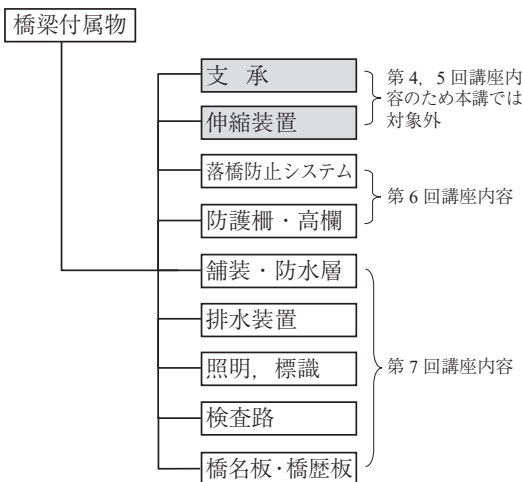 橋梁付属物
支　承
伸縮装置
第 4，5 回講座内
容のため本講では
対象外
落橋防止システム
防護柵・高欄
第 6 回講座内容
舗装・防水層
排水装置
照明，標識
検査路
橋名板・橋歴板
第 7 回講座内容